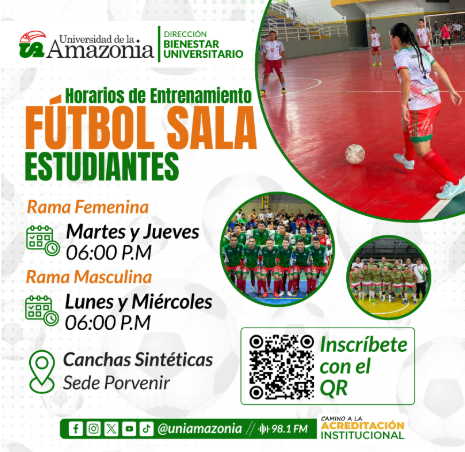 Universidad de la
Amazonia
DIRECCIÓN
BIENESTAR
UNIVERSITARIO
Horarios de Entrenamiento
FÚTBOL SALA
ESTUDIANTES
Rama Femenina
Martes y Jueves
06:00 P.M
Rama Masculina
Lunes y Miércoles
06:00 P.M
Canchas Sintéticas
Sede Porvenir
Inscríbete
con el
QR
@uniamazonia // 98.1 FM
CAMINO A LA
ACREDITACIÓN
INSTITUCIONAL